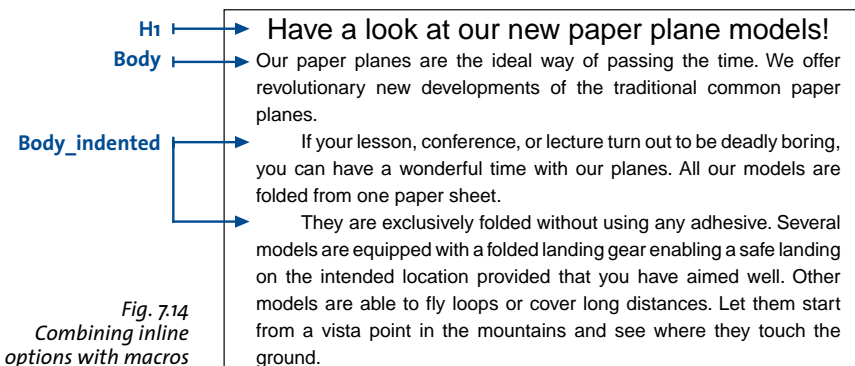 H1
Have a look at our new paper plane models!
Body
Our paper planes are the ideal way of passing the time. We offer
revolutionary new developments of the traditional common paper
planes.
Body_indented
If your lesson, conference, or lecture turn out to be deadly boring,
you can have a wonderful time with our planes. All our models are
folded from one paper sheet.
They are exclusively folded without using any adhesive. Several
models are equipped with a folded landing gear enabling a safe landing
on the intended location provided that you have aimed well. Other
models are able to fly loops or cover long distances. Let them start
from a vista point in the mountains and see where they touch the
ground.
Fig. 7.14
Combining inline
options with macros